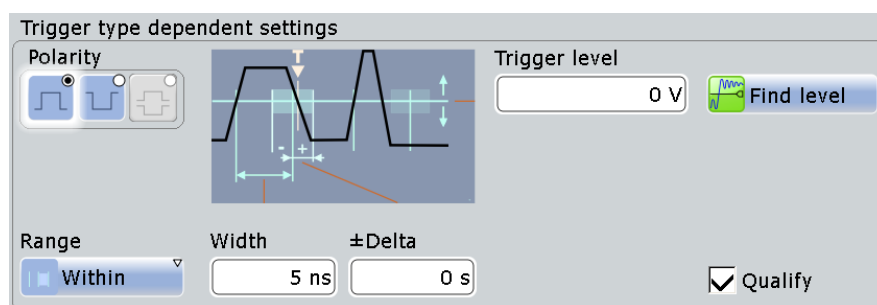 Trigger type dependent settings
Polarity
T
- +
Trigger level
0 V
Find level
Range
Within
Width
5 ns
±Delta
0 s
Qualify